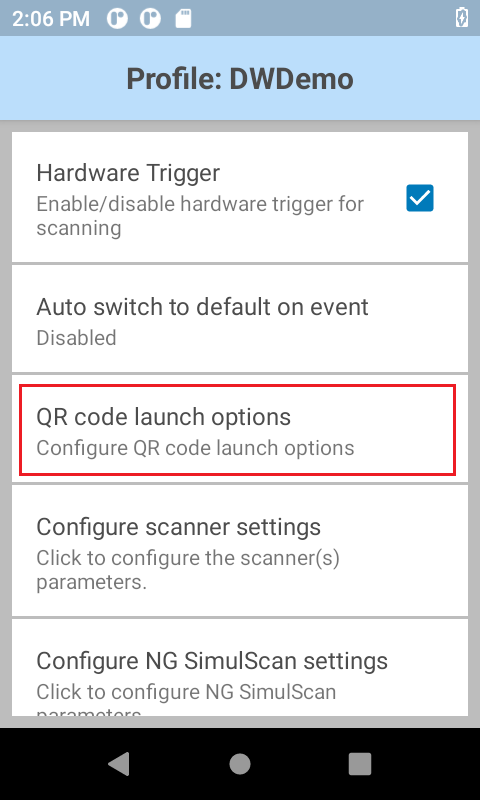 2:06 PM
Profile: DWDemo
Hardware Trigger
Enable/disable hardware trigger for
scanning
Auto switch to default on event
Disabled
QR code launch options
Configure QR code launch options
Configure scanner settings
Click to configure the scanner(s)
parameters.
Configure NG SimulScan settings
Click to configure NG SimulScan
parameters.